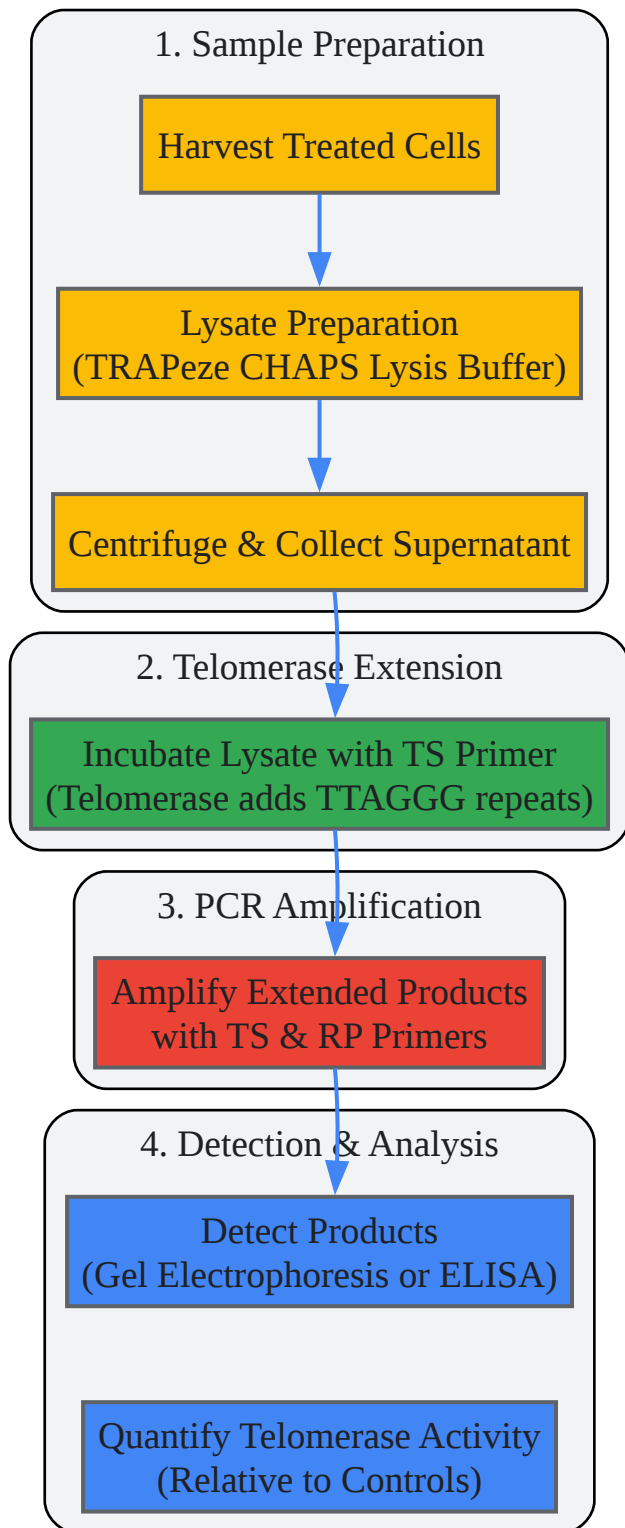 1. Sample Preparation
Harvest Treated Cells
Lysate Preparation
(TRAPeze CHAPS Lysis Buffer)
Centrifuge & Collect Supernatant
2. Telomerase Extension
Incubate Lysate with TS Primer
(Telomerase adds TTAGGG repeats)
3. PCR Amplification
Amplify Extended Products
with TS & RP Primers
4. Detection & Analysis
Detect Products
(Gel Electrophoresis or ELISA)
Quantify Telomerase Activity
(Relative to Controls)